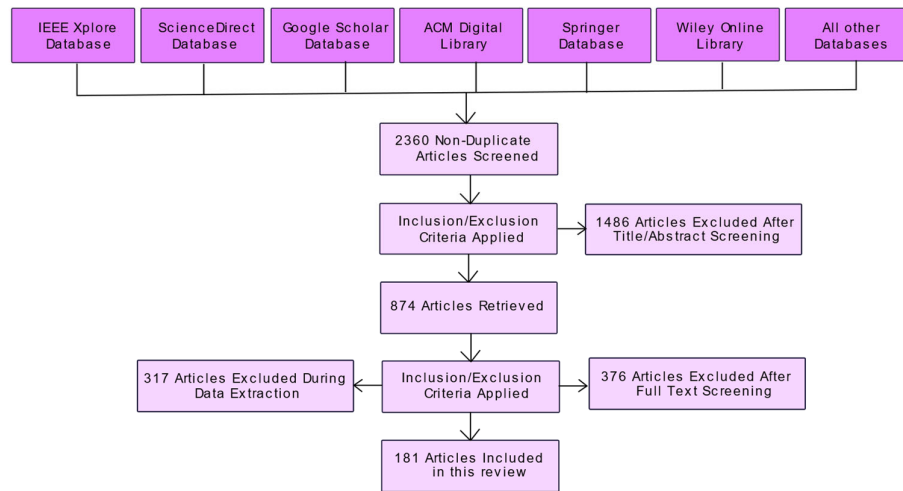 IEEE Xplore
Database
ScienceDirect
Database
Google Scholar
Database
ACM Digital
Library
Springer
Database
Wiley Online
Library
All other
Databases
2360 Non-Duplicate
Articles Screened
Inclusion/Exclusion
Criteria Applied
1486 Articles Excluded After
Title/Abstract Screening
874 Articles Retrieved
317 Articles Excluded During
Data Extraction
Inclusion/Exclusion
Criteria Applied
376 Articles Excluded After
Full Text Screening
181 Articles Included
in this review